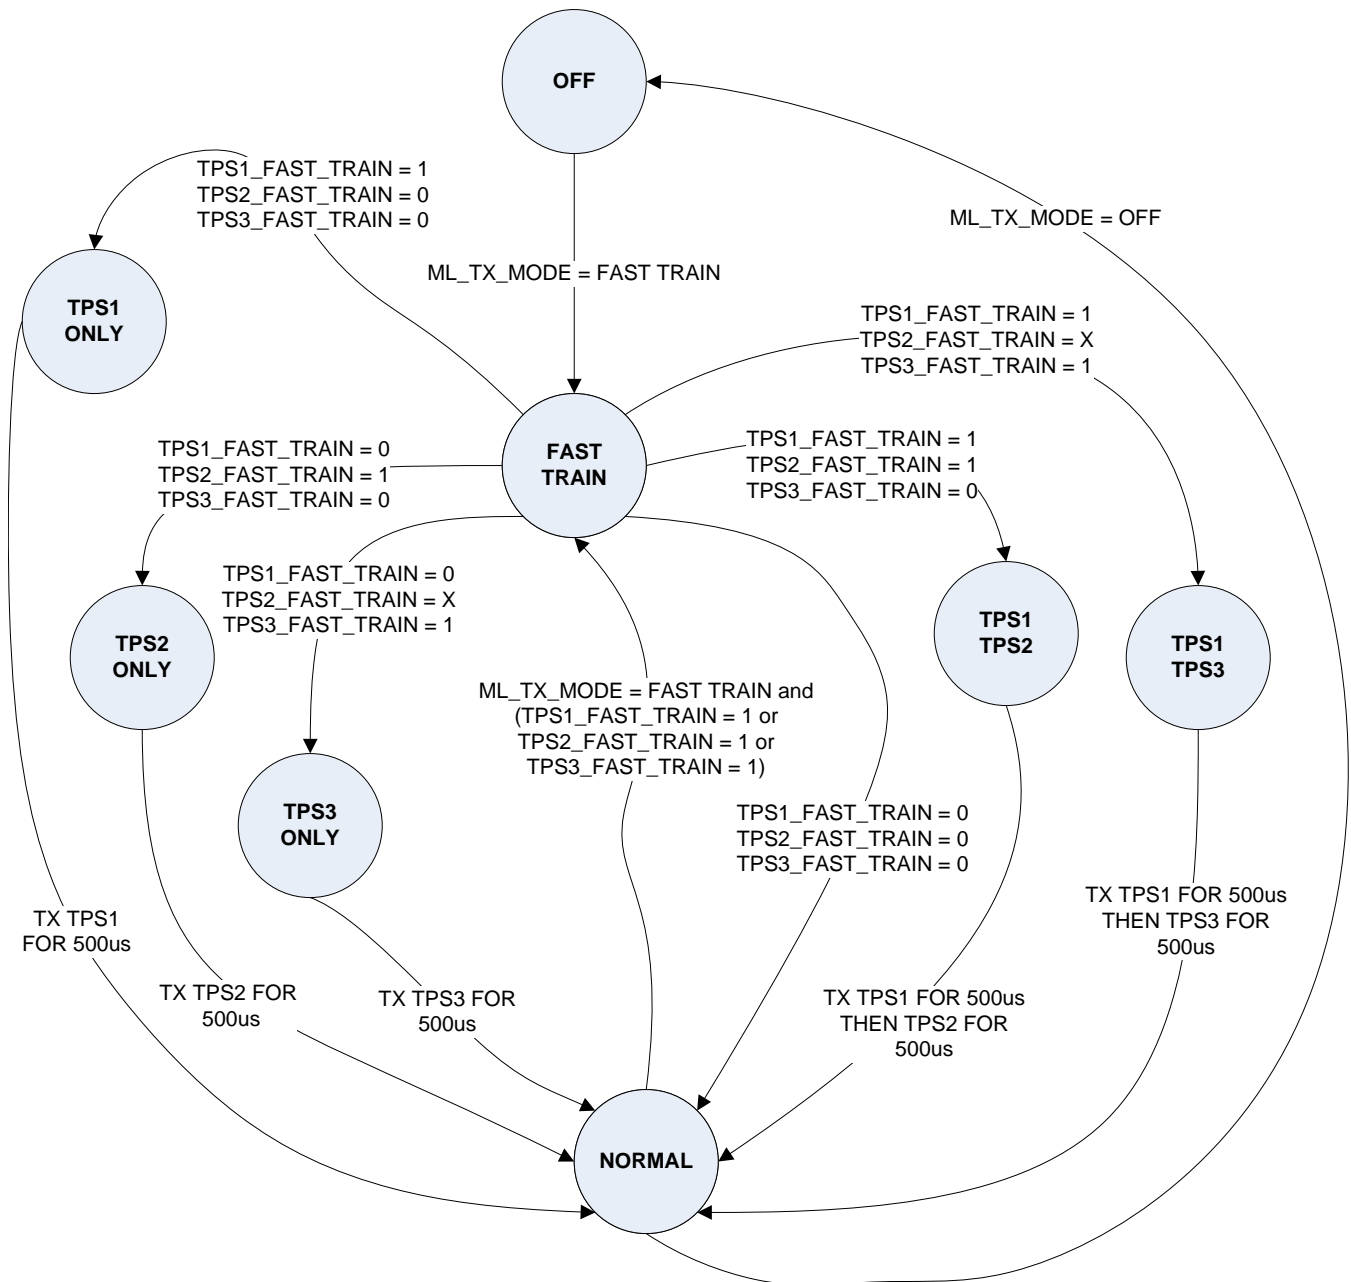 OFF
TPS1_FAST_TRAIN = 1
TPS2_FAST_TRAIN = 0
TPS3_FAST_TRAIN = 0
ML_TX_MODE = OFF
ML_TX_MODE = FAST TRAIN
TPS1
ONLY
TPS1_FAST_TRAIN = 1
TPS2_FAST_TRAIN = X
TPS3_FAST_TRAIN = 1
FAST
TRAIN
TPS1_FAST_TRAIN = 0
TPS2_FAST_TRAIN = 1
TPS3_FAST_TRAIN = 0
TPS1_FAST_TRAIN = 1
TPS2_FAST_TRAIN = 1
TPS3_FAST_TRAIN = 0
TPS1_FAST_TRAIN = 0
TPS2_FAST_TRAIN = X
TPS3_FAST_TRAIN = 1
TPS2
ONLY
TPS1
TPS2
TPS1
TPS3
ML_TX_MODE = FAST TRAIN and
(TPS1_FAST_TRAIN = 1 or
TPS2_FAST_TRAIN = 1 or
TPS3_FAST_TRAIN = 1)
TPS3
ONLY
TPS1_FAST_TRAIN = 0
TPS2_FAST_TRAIN = 0
TPS3_FAST_TRAIN = 0
TX TPS1
FOR 500us
TX TPS1 FOR 500us
THEN TPS3 FOR
500us
TX TPS2 FOR
500us
TX TPS3 FOR
500us
TX TPS1 FOR 500us
THEN TPS2 FOR
500us
NORMAL